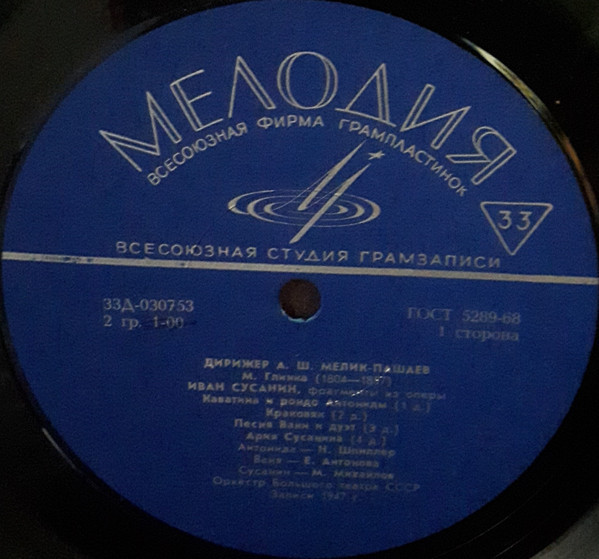 МЕЛОДИЯ
ВСЕСОЮЗНАЯ ФИРМА ГРАМПЛАСТИНОК
33
ВСЕСОЮЗНАЯ СТУДИЯ ГРАМЗАПИСИ
33Д-030753
ГОСТ 5289-68
2 гр. 1-00
1 сторона
ДИРИЖЕР А. Ш. МЕЛИК-ПАШАЕВ
М. Глинка (1804—1857)
ИВАН СУСАНИН, фрагменты из оперы
Каватина и рондо Антониды (1 д.)
Краковяк (2 д.)
Песня Вани и дуэт (3 д.)
Ария Сусанина (4 д.)
Антонида — Н. Шпиллер
Ваня — Е. Антонова
Сусанин — М. Михайлов
Оркестр Большого театра СССР
Запись 1947 г.